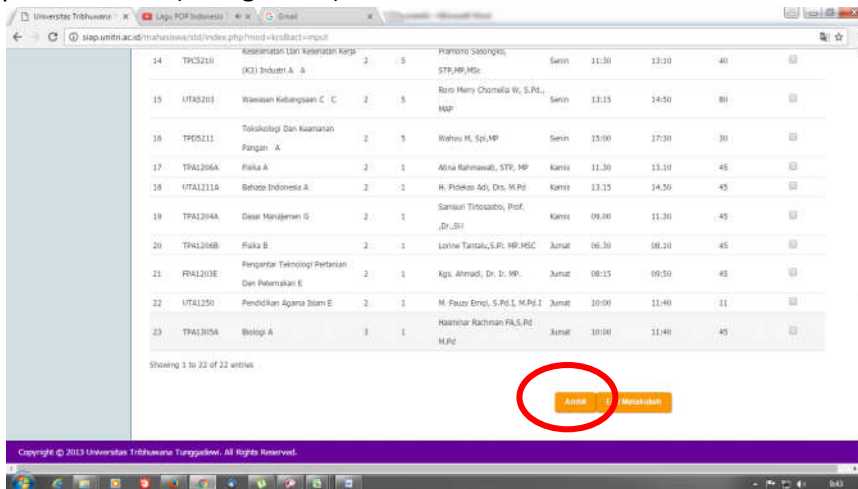 Universitas Tribhuwana T
Lagu POP Indonesia
Gmail
siap.unitri.ac.id/mahasiswa/std/index.php?mod=krs&act=input
14 TPC5210 Keselamatan Dan Kesehatan Kerja (K3) Industri A A 2 5 Pramono Sasongko, STP,MP,MSc Senin 11:30 13:10 40
15 UTA5201 Wawasan Kebangsaan C C 2 5 Roro Merry Chornelia W, S.Pd., MAP Senin 13:15 14:50 80
16 TPD5211 Toksikologi Dan Keamanan Pangan A 2 5 Wahyu M, Spi,MP Senin 15:00 17:30 30
17 TPA1206A Fisika A 2 1 Atina Rahmawati, STP, MP Kamis 11.30 13.10 45
18 UTA1211A Bahasa Indonesia A 2 1 H. Pidekso Adi, Drs. M.Pd Kamis 13.15 14.50 45
19 TPA1204A Dasar Manajemen G 2 1 Samsuri Tirtosastro, Prof. ,Dr.,SU Kamis 09.00 11.30 45
20 TPA1206B Fisika B 2 1 Lorine Tantalu,S.Pi. MP.MSC Jumat 06.30 08.10 45
21 FPA1203E Pengantar Teknologi Pertanian Dan Peternakan E 2 1 Kgs. Ahmadi, Dr. Ir. MP. Jumat 08:15 09:50 45
22 UTA1250 Pendidikan Agama Islam E 2 1 M. Fauzy Emqi, S.Pd.I, M.Pd.I Jumat 10:00 11:40 11
23 TPA1305A Biologi A 3 1 Hasminar Rachman FA,S.Pd M.Pd Jumat 10:00 11:40 45
Showing 1 to 22 of 22 entries
Ambil Matakuliah
Copyright © 2013 Universitas Tribhuwana Tunggadewi. All Rights Reserved.
9:43